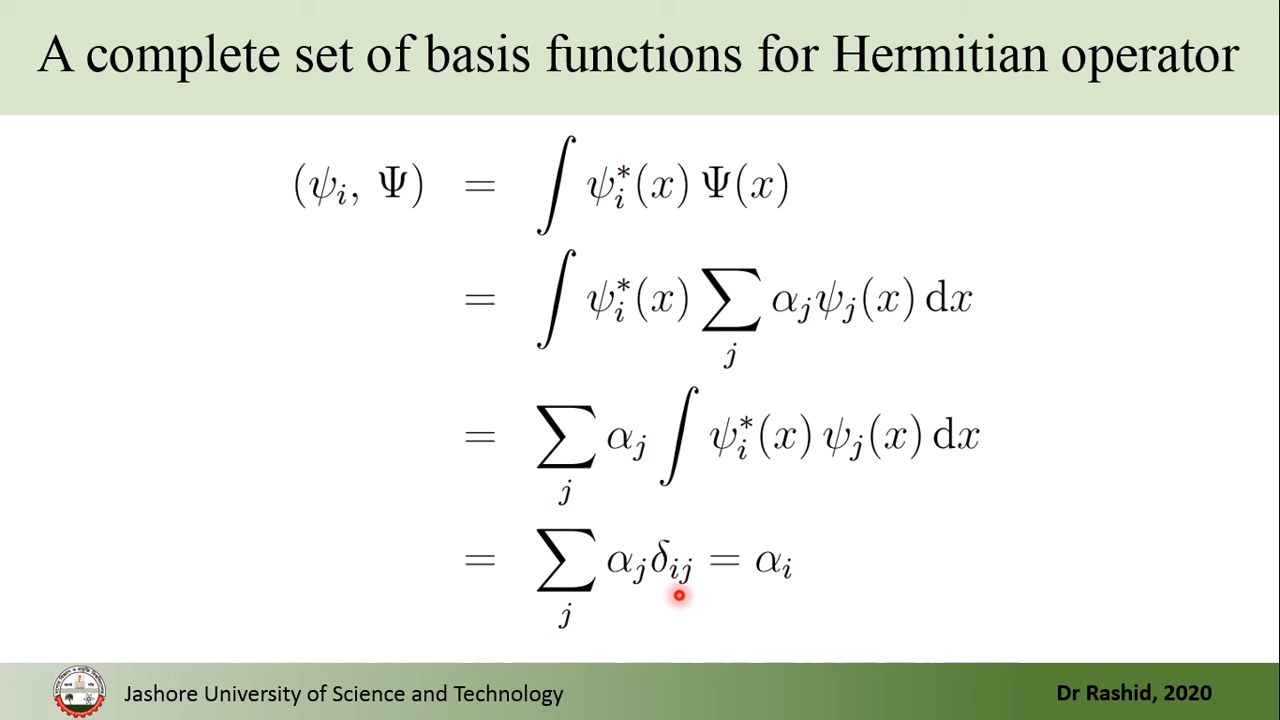 A complete set of basis functions for Hermitian operator
(ψᵢ, Ψ) = ∫ ψᵢ*(x) Ψ(x)
= ∫ ψᵢ*(x) ∑ⱼ αⱼψⱼ(x) dx
= ∑ⱼ αⱼ ∫ ψᵢ*(x) ψⱼ(x) dx
= ∑ⱼ αⱼδᵢⱼ = αᵢ
Jashore University of Science and Technology
Dr Rashid, 2020